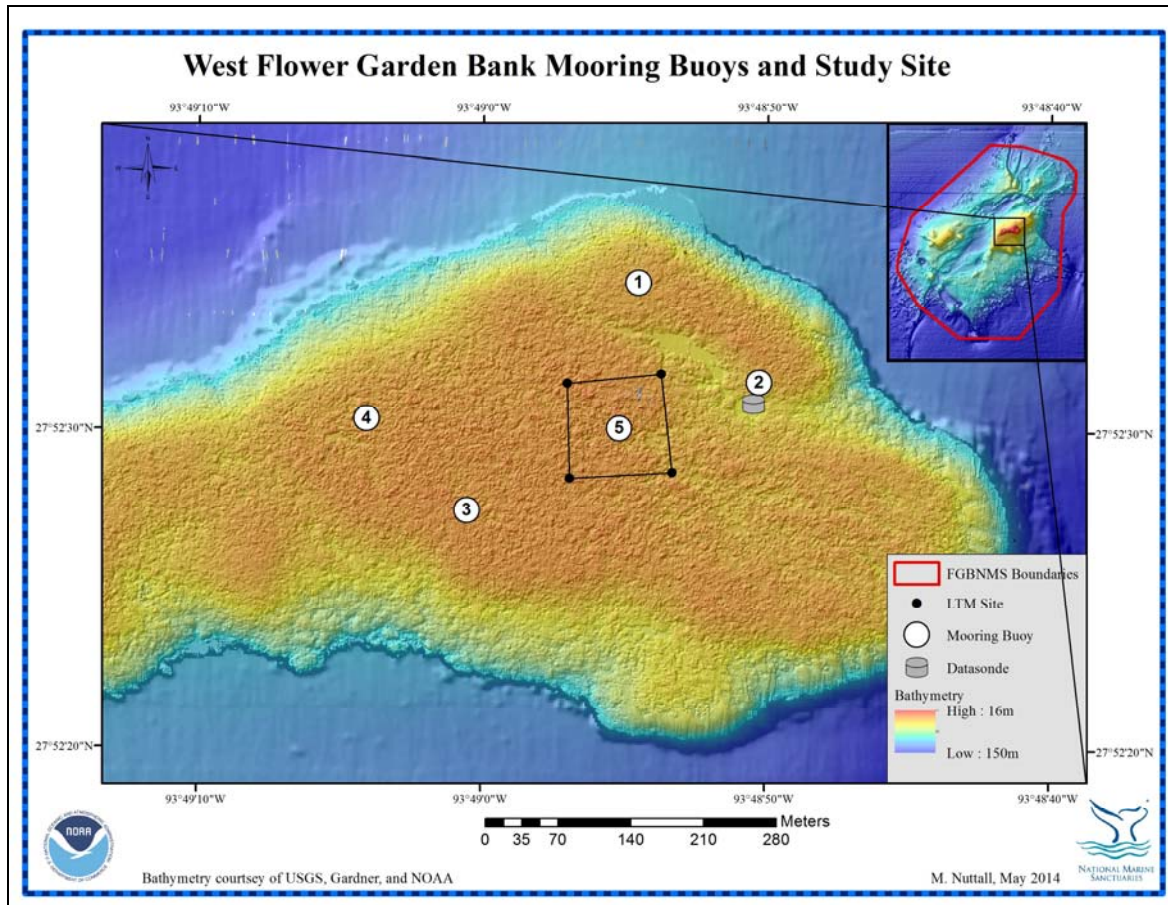 West Flower Garden Bank Mooring Buoys and Study Site
93°49'10"W 93°49'0"W 93°48'50"W 93°48'40"W
N
1
2
27°52'30"N 4 5 27°52'30"N
3
FGBNMS Boundaries
LTM Site
Mooring Buoy
Datasonde
Bathymetry
High : 16m
Low : 150m
27°52'20"N 27°52'20"N
93°49'10"W 93°49'0"W 93°48'50"W 93°48'40"W
Meters
0 35 70 140 210 280
NOAA
NATIONAL MARINE
SANCTUARIES
Bathymetry courtsey of USGS, Gardner, and NOAA M. Nuttall, May 2014